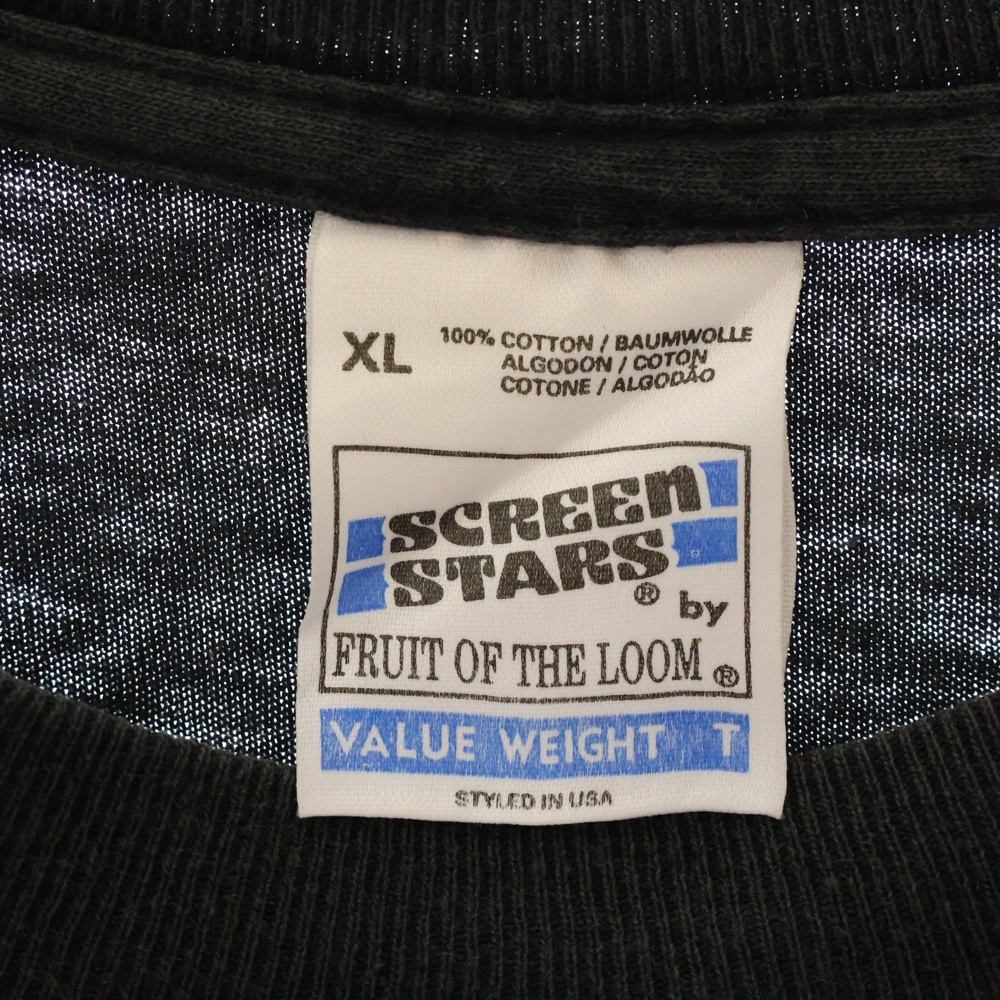 XL 100% COTTON / BAUMWOLLE
ALGODON / COTON
COTONE / ALGODÃO
SCREEN
STARS® by
FRUIT OF THE LOOM®
VALUE WEIGHT T
STYLED IN USA